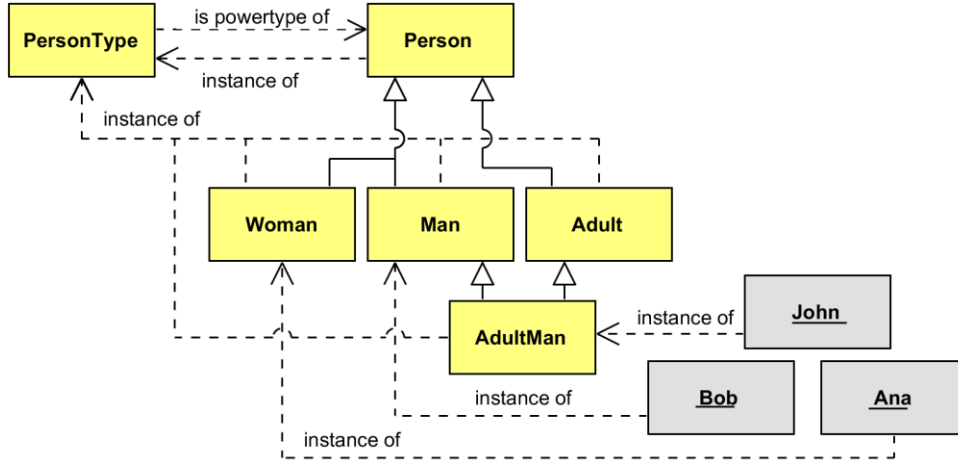 is powertype of
PersonType
Person
instance of
instance of
Woman
Man
Adult
John
instance of
AdultMan
Bob
Ana
instance of
instance of